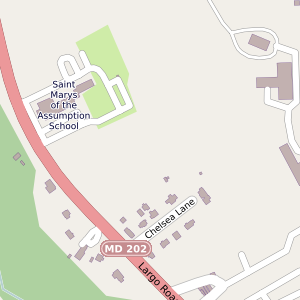 Saint
Marys
of the
Assumption
School
Chelsea Lane
MD 202
Largo Roa